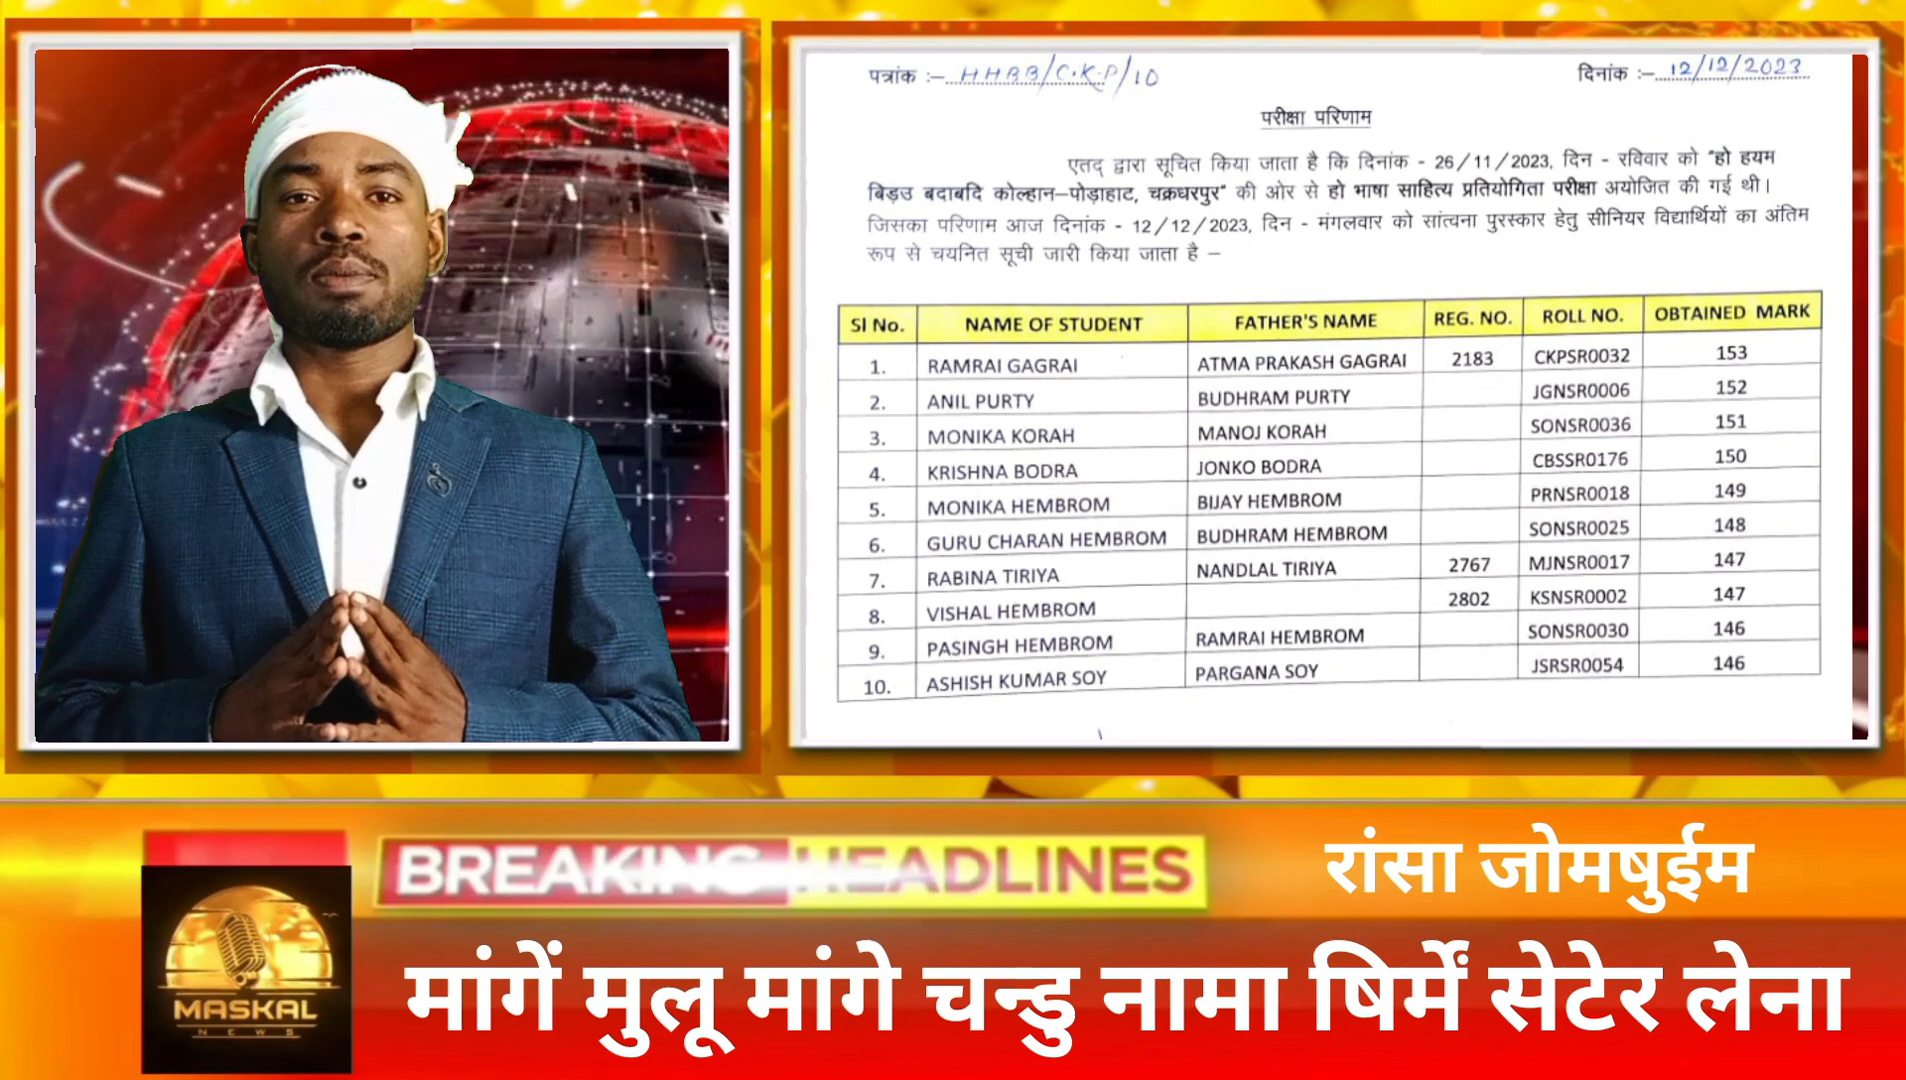 पत्रांक :- HHBB/C.K.P/10
दिनांक :- 12/12/2023
परीक्षा परिणाम
एतद् द्वारा सूचित किया जाता है कि दिनांक - 26/11/2023, दिन - रविवार को "हो हयम
बिड़उ बदाबदि कोल्हान-पोड़ाहाट, चक्रधरपुर" की ओर से हो भाषा साहित्य प्रतियोगिता परीक्षा अयोजित की गई थी।
जिसका परिणाम आज दिनांक - 12/12/2023, दिन - मंगलवार को सांत्वना पुरस्कार हेतु सीनियर विद्यार्थियों का अंतिम
रूप से चयनित सूची जारी किया जाता है –
Sl No. NAME OF STUDENT FATHER'S NAME REG. NO. ROLL NO. OBTAINED MARK
1. RAMRAI GAGRAI ATMA PRAKASH GAGRAI 2183 CKPSR0032 153
2. ANIL PURTY BUDHRAM PURTY JGNSR0006 152
3. MONIKA KORAH MANOJ KORAH SONSR0036 151
4. KRISHNA BODRA JONKO BODRA CBSSR0176 150
5. MONIKA HEMBROM BIJAY HEMBROM PRNSR0018 149
6. GURU CHARAN HEMBROM BUDHRAM HEMBROM SONSR0025 148
7. RABINA TIRIYA NANDLAL TIRIYA 2767 MJNSR0017 147
8. VISHAL HEMBROM 2802 KSNSR0002 147
9. PASINGH HEMBROM RAMRAI HEMBROM SONSR0030 146
10. ASHISH KUMAR SOY PARGANA SOY JSRSR0054 146
BREAKING HEADLINES
रांसा जोमषुईम
MASKAL
NEWS
मांगें मुलू मांगे चन्डु नामा षिर्में सेटेर लेना